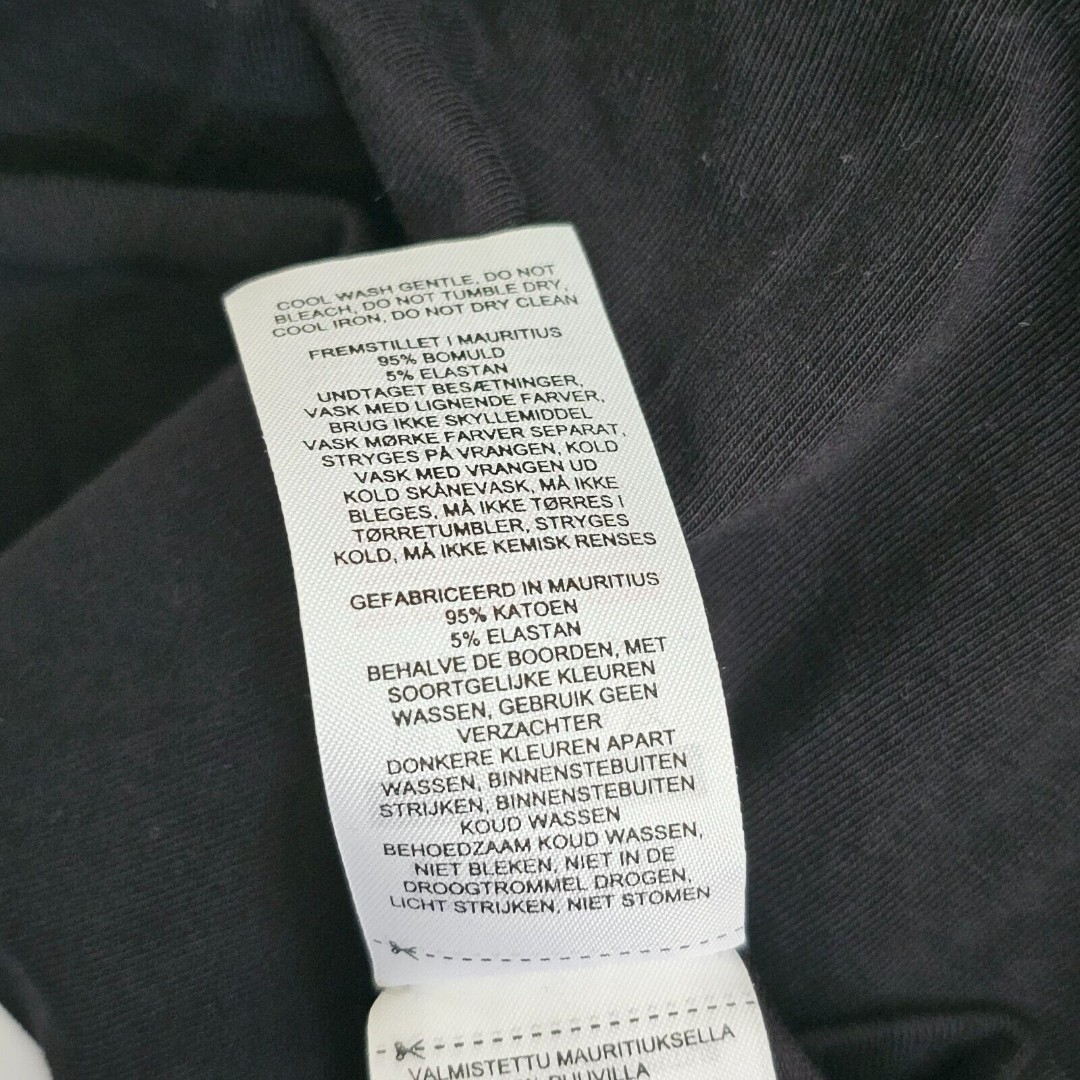 COOL WASH GENTLE, DO NOT
BLEACH, DO NOT TUMBLE DRY,
COOL IRON, DO NOT DRY CLEAN
FREMSTILLET I MAURITIUS
95% BOMULD
5% ELASTAN
UNDTAGET BESÆTNINGER,
VASK MED LIGNENDE FARVER,
BRUG IKKE SKYLLEMIDDEL
VASK MØRKE FARVER SEPARAT,
STRYGES PÅ VRANGEN, KOLD
VASK MED VRANGEN UD
KOLD SKÅNEVASK, MÅ IKKE
BLEGES, MÅ IKKE TØRRES I
TØRRETUMBLER, STRYGES
KOLD, MÅ IKKE KEMISK RENSES
GEFABRICEERD IN MAURITIUS
95% KATOEN
5% ELASTAN
BEHALVE DE BOORDEN, MET
SOORTGELIJKE KLEUREN
WASSEN, GEBRUIK GEEN
VERZACHTER
DONKERE KLEUREN APART
WASSEN, BINNENSTEBUITEN
STRIJKEN, BINNENSTEBUITEN
KOUD WASSEN
BEHOEDZAAM KOUD WASSEN,
NIET BLEKEN, NIET IN DE
DROOGTROMMEL DROGEN,
LICHT STRIJKEN, NIET STOMEN
VALMISTETTU MAURITIUKSELLA
PUUVILLA